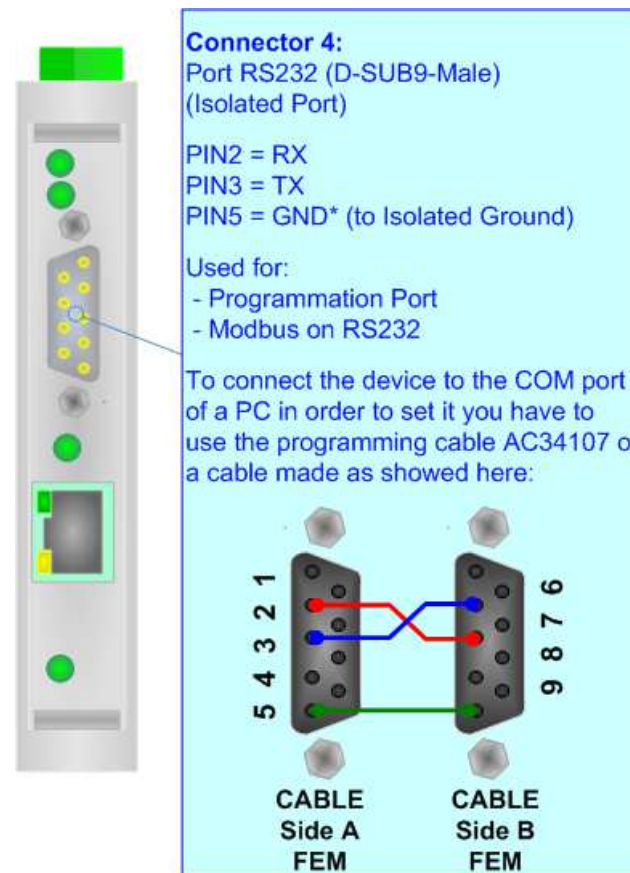 Connector 4:
Port RS232 (D-SUB9-Male)
(Isolated Port)
PIN2 = RX
PIN3 = TX
PIN5 = GND* (to Isolated Ground)
Used for:
- Programmation Port
- Modbus on RS232
To connect the device to the COM port
of a PC in order to set it you have to
use the programming cable AC34107 o
a cable made as showed here:
1
2
3
4
5
6
7
8
9
CABLE
Side A
FEM
CABLE
Side B
FEM